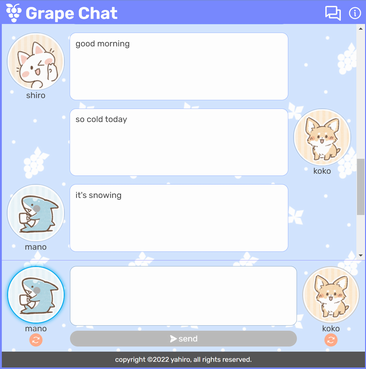 Grape Chat
good morning
shiro
so cold today
koko
it's snowing
mano
mano
koko
send
copyright ©2022 yahiro, all rights reserved.